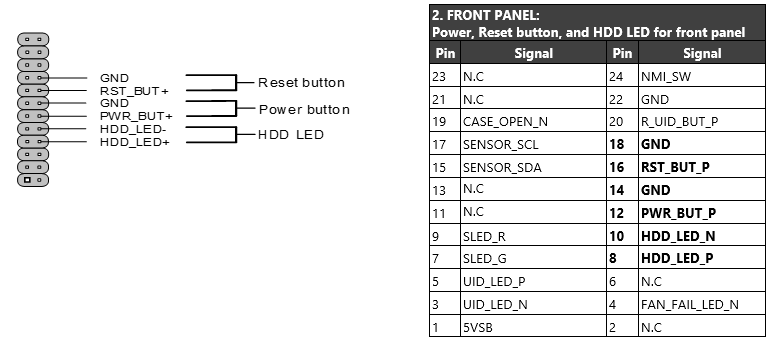 GND
RST_BUT+
GND
PWR_BUT+
HDD_LED-
HDD_LED+
Reset button
Power button
HDD LED
2. FRONT PANEL:
Power, Reset button, and HDD LED for front panel
Pin Signal Pin Signal
23 N.C 24 NMI_SW
21 N.C 22 GND
19 CASE_OPEN_N 20 R_UID_BUT_P
17 SENSOR_SCL 18 GND
15 SENSOR_SDA 16 RST_BUT_P
13 N.C 14 GND
11 N.C 12 PWR_BUT_P
9 SLED_R 10 HDD_LED_N
7 SLED_G 8 HDD_LED_P
5 UID_LED_P 6 N.C
3 UID_LED_N 4 FAN_FAIL_LED_N
1 5VSB 2 N.C